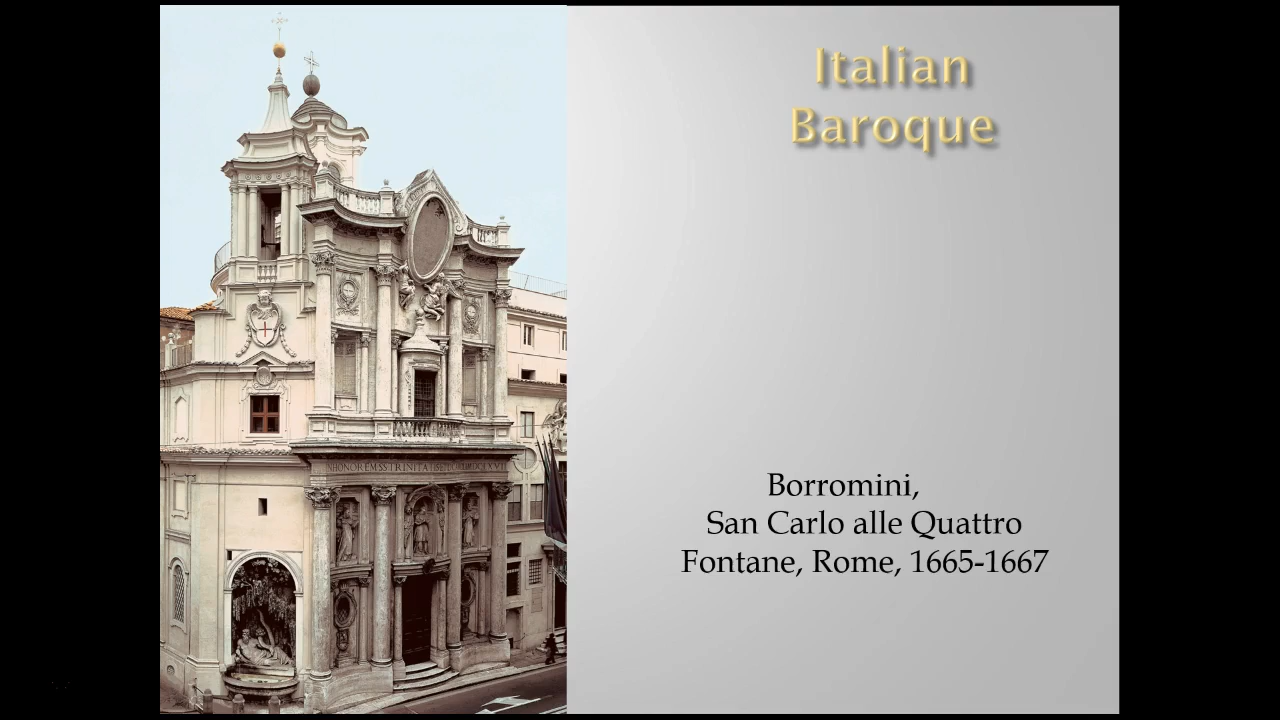 Italian
Baroque
Borromini,
San Carlo alle Quattro
Fontane, Rome, 1665-1667